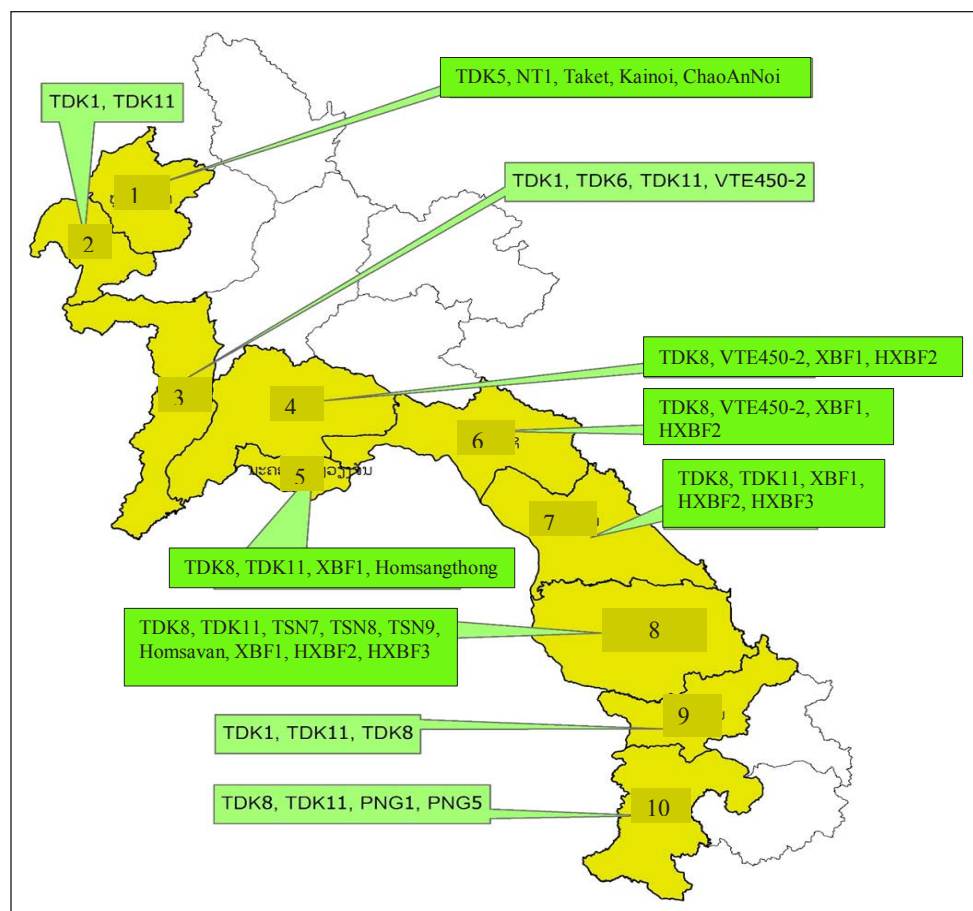 TDK5, NT1, Taket, Kainoi, ChaoAnNoi
TDK1, TDK11
1
TDK1, TDK6, TDK11, VTE450-2
2
TDK8, VTE450-2, XBF1, HXBF2
3
4
TDK8, VTE450-2, XBF1,
HXBF2
6
5
TDK8, TDK11, XBF1,
HXBF2, HXBF3
7
TDK8, TDK11, XBF1, Homsangthong
TDK8, TDK11, TSN7, TSN8, TSN9,
Homsavan, XBF1, HXBF2, HXBF3
8
9
TDK1, TDK11, TDK8
TDK8, TDK11, PNG1, PNG5
10